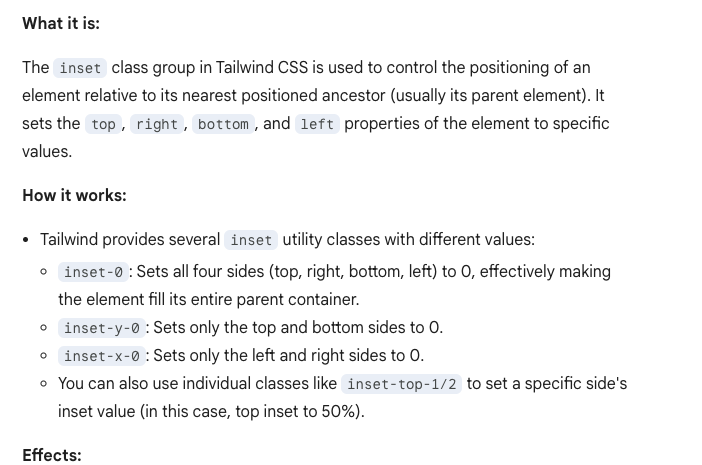 What it is:
The inset class group in Tailwind CSS is used to control the positioning of an
element relative to its nearest positioned ancestor (usually its parent element). It
sets the top, right, bottom, and left properties of the element to specific
values.
How it works:
• Tailwind provides several inset utility classes with different values:
○ inset-0: Sets all four sides (top, right, bottom, left) to 0, effectively making
the element fill its entire parent container.
○ inset-y-0: Sets only the top and bottom sides to 0.
○ inset-x-0: Sets only the left and right sides to 0.
○ You can also use individual classes like inset-top-1/2 to set a specific side's
inset value (in this case, top inset to 50%).
Effects: